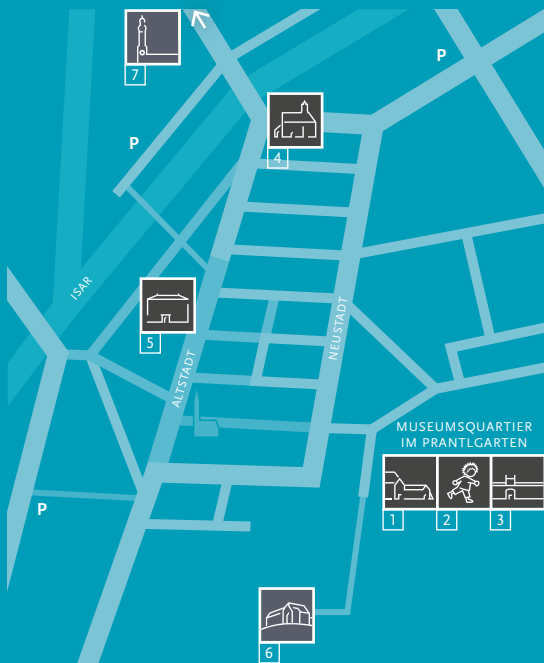 7
P
4
P
ISAR
5
ALTSTADT
NEUSTADT
MUSEUMSQUARTIER
IM PRANTLGARTEN
1 2 3
P
6